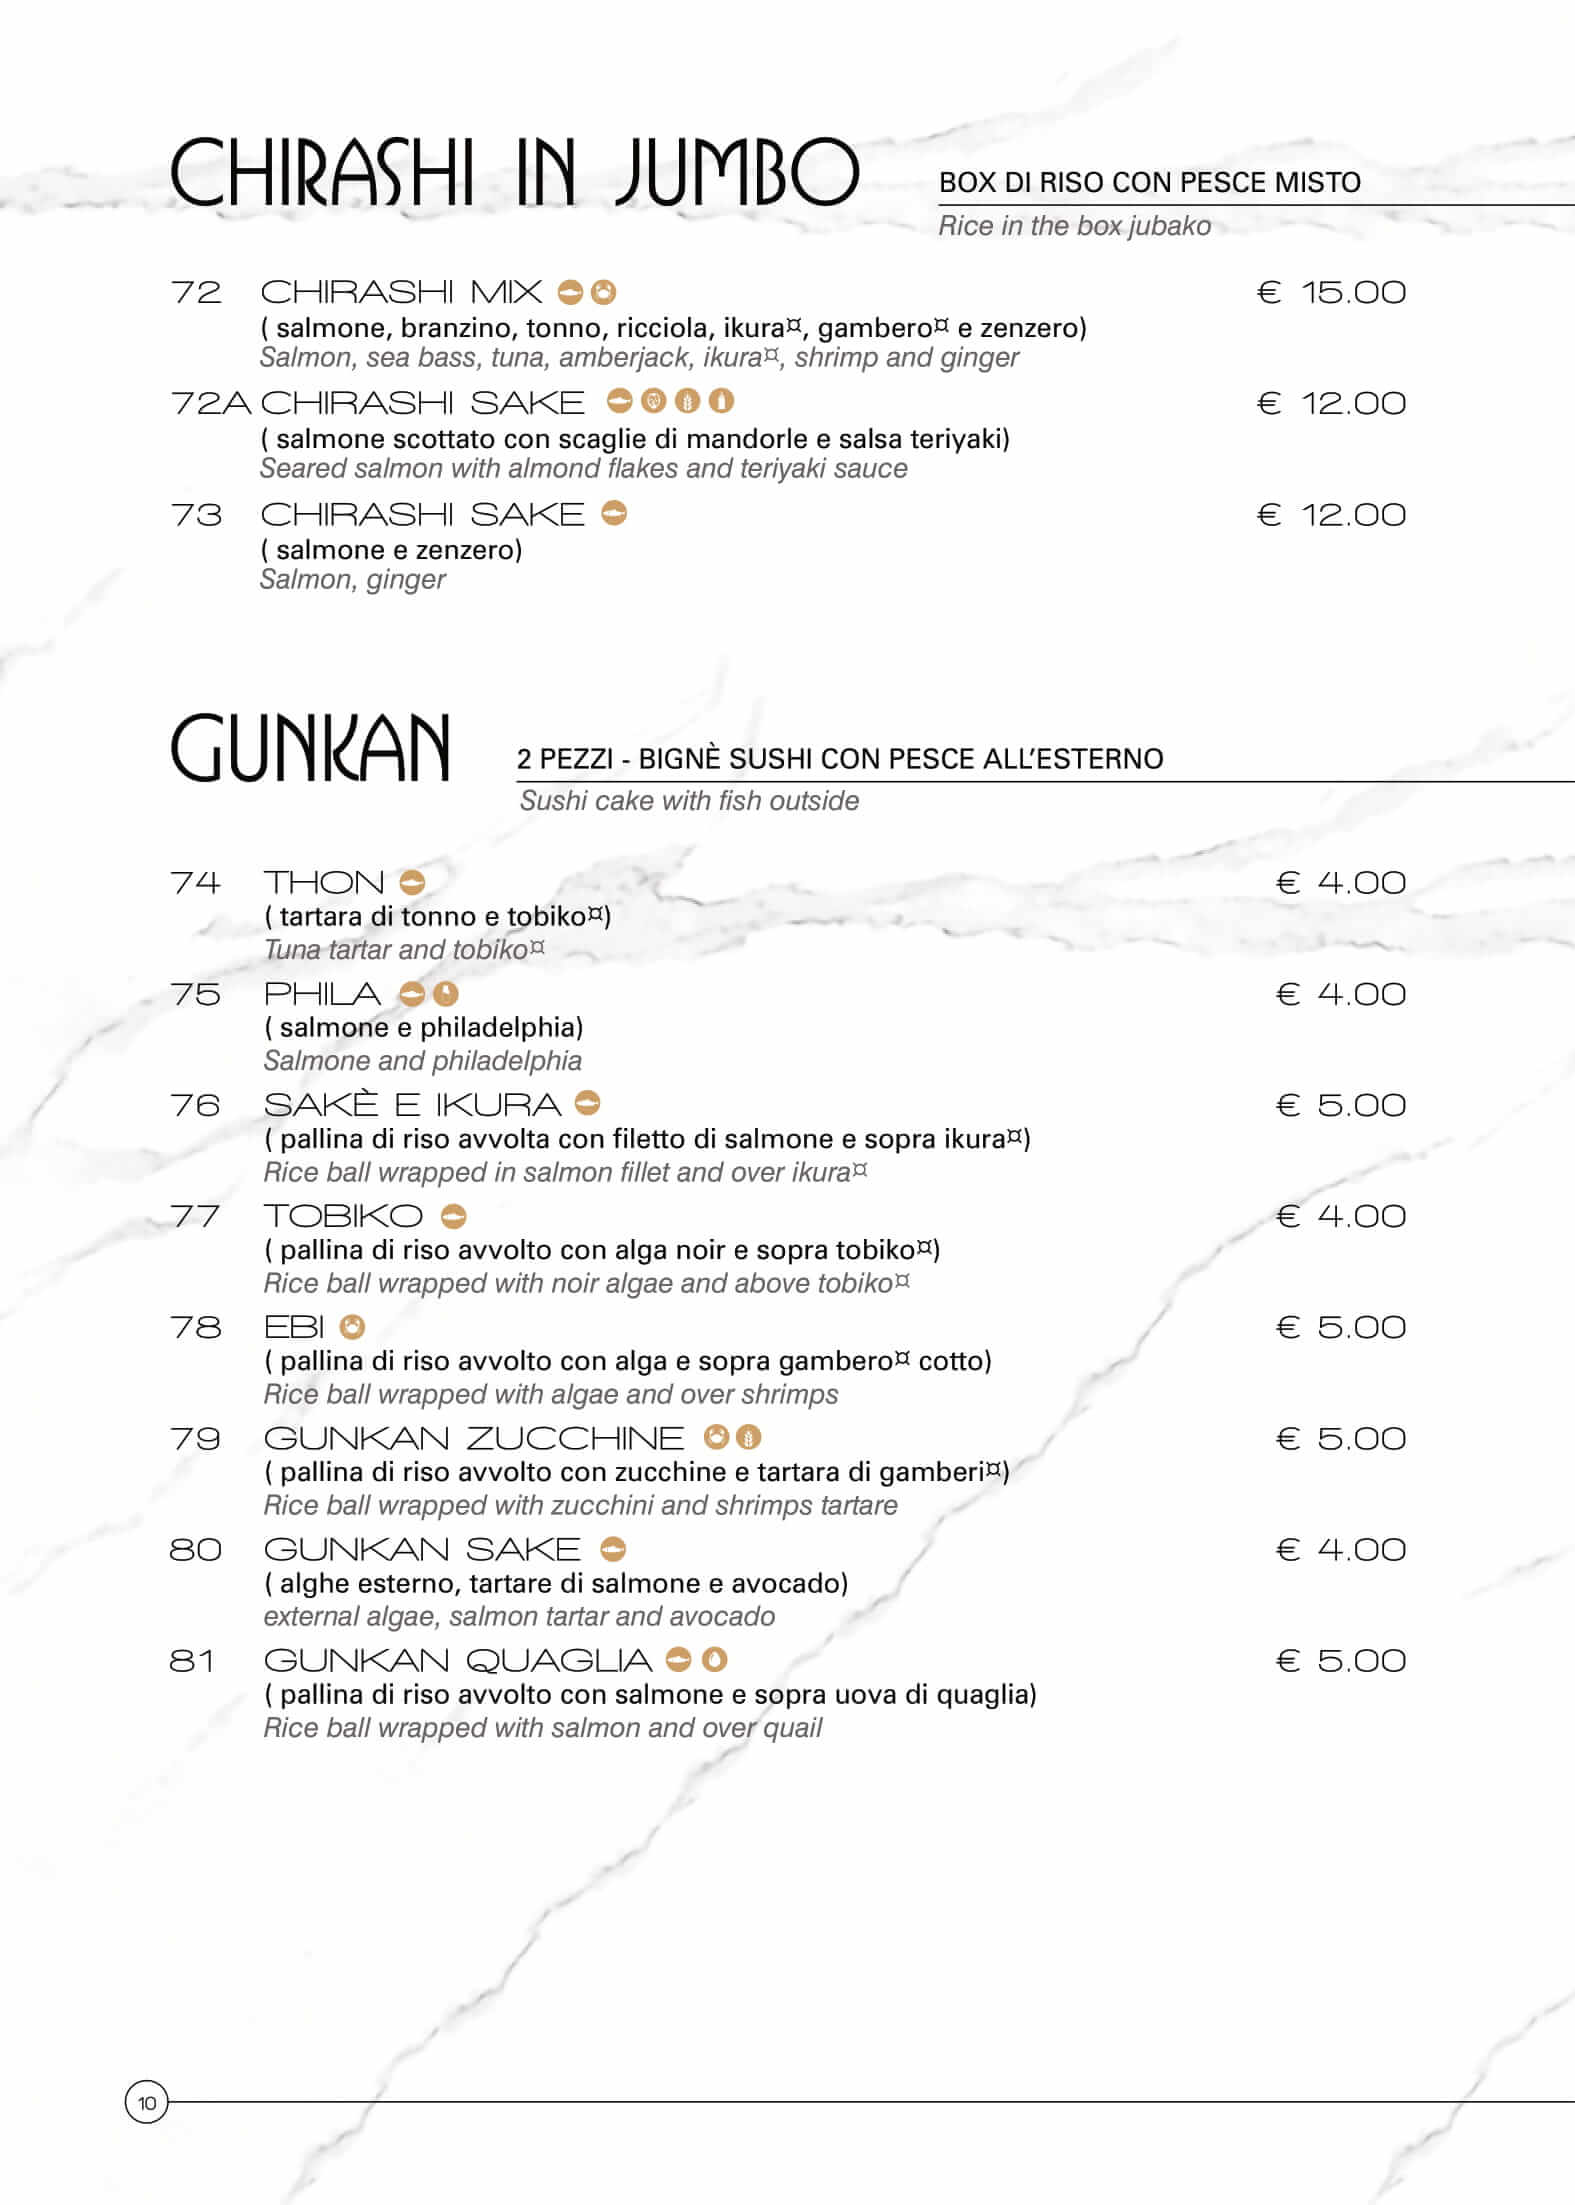 CHIRASHI IN JUMBO
BOX DI RISO CON PESCE MISTO
Rice in the box jubako
72 CHIRASHI MIX € 15.00
( salmone, branzino, tonno, ricciola, ikura¤, gambero¤ e zenzero)
Salmon, sea bass, tuna, amberjack, ikura¤, shrimp and ginger
72A CHIRASHI SAKE € 12.00
( salmone scottato con scaglie di mandorle e salsa teriyaki)
Seared salmon with almond flakes and teriyaki sauce
73 CHIRASHI SAKE € 12.00
( salmone e zenzero)
Salmon, ginger
GUNKAN
2 PEZZI - BIGNÈ SUSHI CON PESCE ALL'ESTERNO
Sushi cake with fish outside
74 THON € 4.00
( tartara di tonno e tobiko¤)
Tuna tartar and tobiko¤
75 PHILA € 4.00
( salmone e philadelphia)
Salmone and philadelphia
76 SAKÈ E IKURA € 5.00
( pallina di riso avvolta con filetto di salmone e sopra ikura¤)
Rice ball wrapped in salmon fillet and over ikura¤
77 TOBIKO € 4.00
( pallina di riso avvolto con alga noir e sopra tobiko¤)
Rice ball wrapped with noir algae and above tobiko¤
78 EBI € 5.00
( pallina di riso avvolto con alga e sopra gambero¤ cotto)
Rice ball wrapped with algae and over shrimps
79 GUNKAN ZUCCHINE € 5.00
( pallina di riso avvolto con zucchine e tartara di gamberi¤)
Rice ball wrapped with zucchini and shrimps tartare
80 GUNKAN SAKE € 4.00
( alghe esterno, tartare di salmone e avocado)
external algae, salmon tartar and avocado
81 GUNKAN QUAGLIA € 5.00
( pallina di riso avvolto con salmone e sopra uova di quaglia)
Rice ball wrapped with salmon and over quail
10